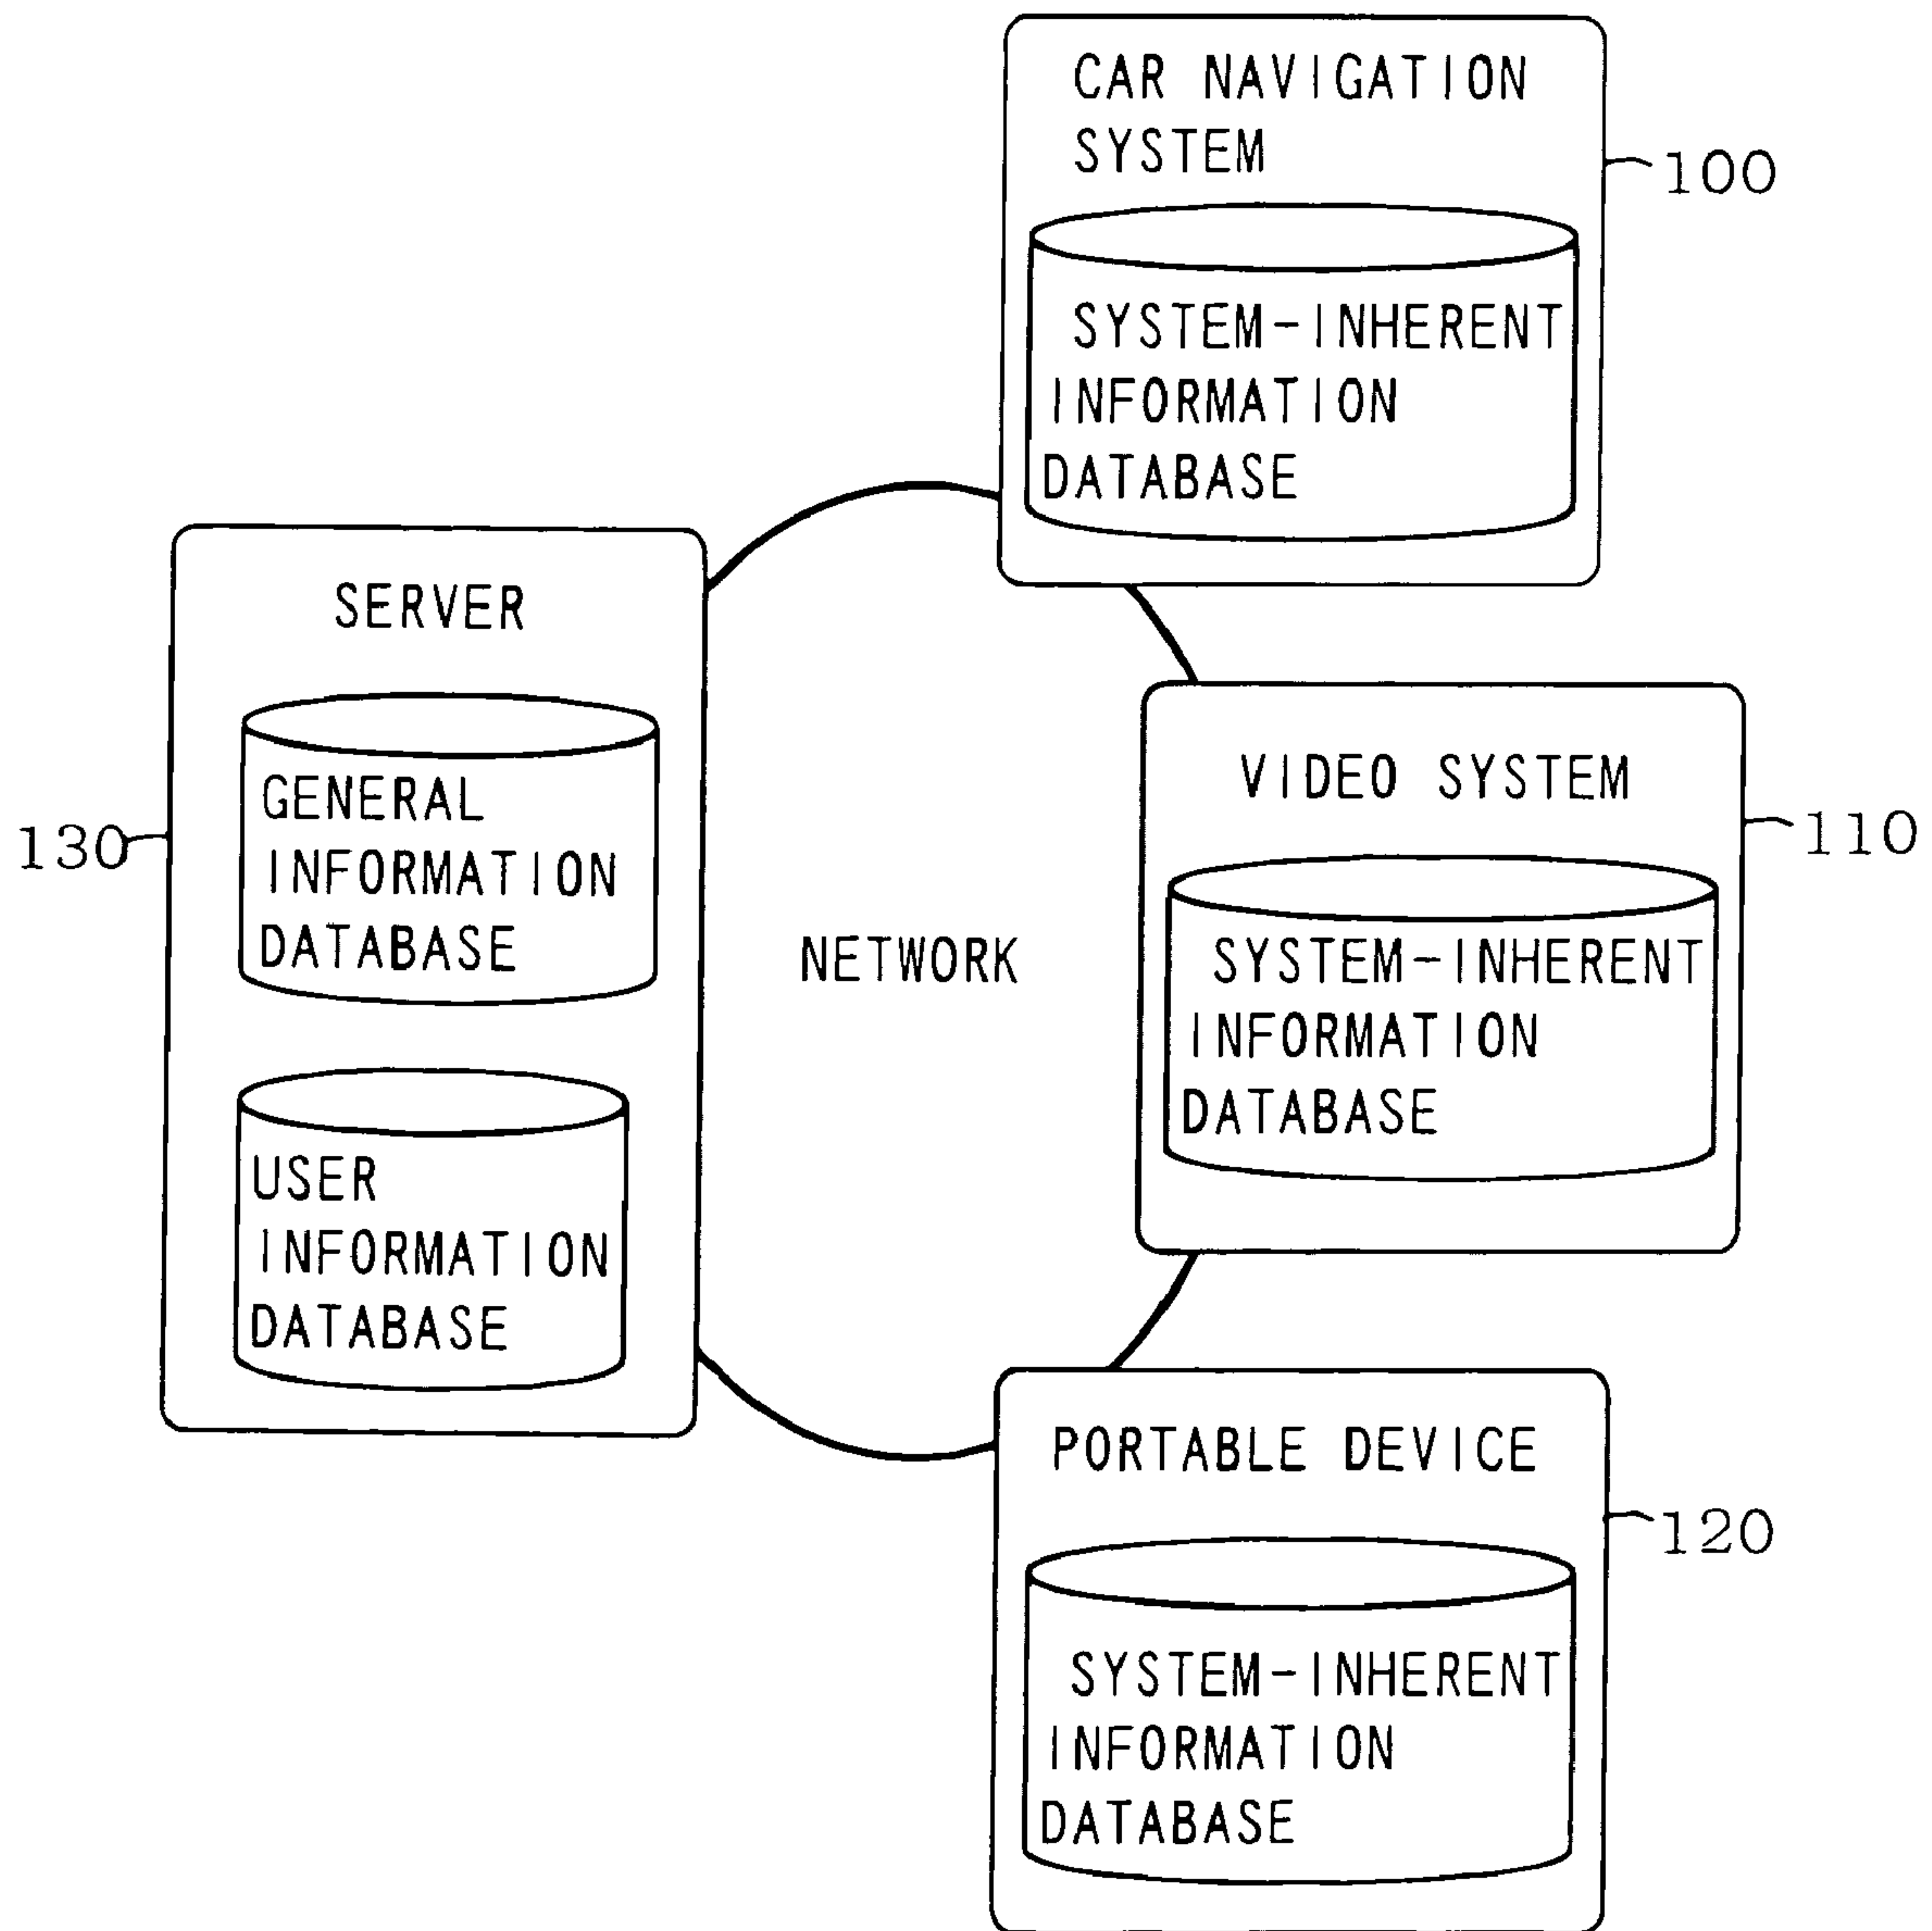 CAR NAVIGATION
SYSTEM
100
SYSTEM-INHERENT
INFORMATION
DATABASE
SERVER
130
GENERAL
INFORMATION
DATABASE
USER
INFORMATION
DATABASE
NETWORK
VIDEO SYSTEM
110
SYSTEM-INHERENT
INFORMATION
DATABASE
PORTABLE DEVICE
120
SYSTEM-INHERENT
INFORMATION
DATABASE